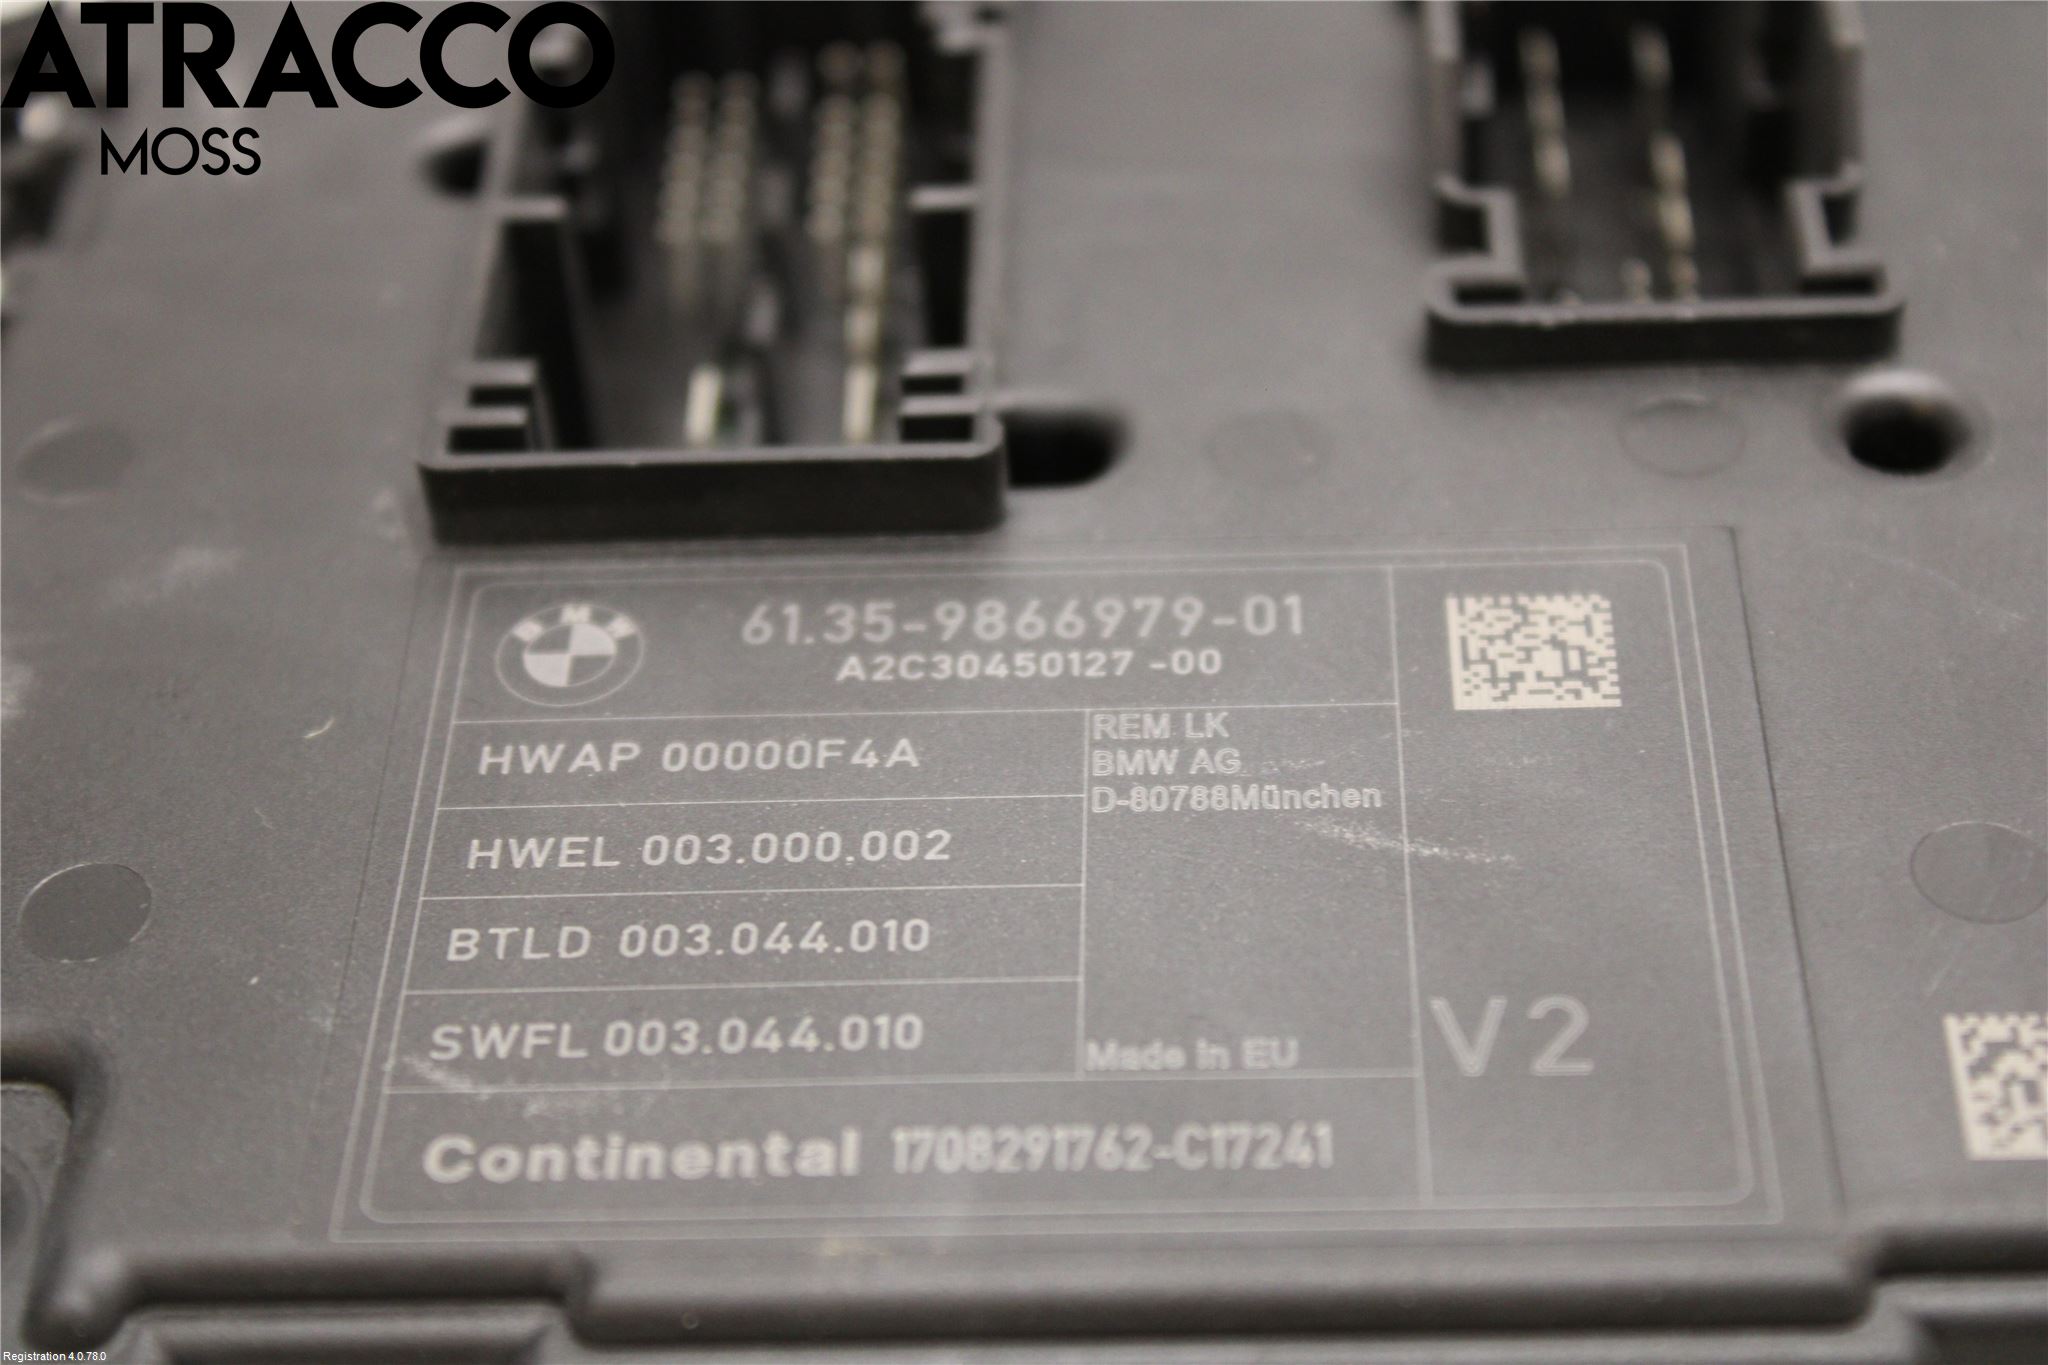 ATRACCO
MOSS
BMW
61.35-9866979-01
A2C30450127 -00
HWAP 00000F4A
REM LK
BMW AG
D-80788München
HWEL 003.000.002
BTLD 003.044.010
SWFL 003.044.010
Made in EU
V2
Continental 1708291762-C17241
Registration 4.0.78.0